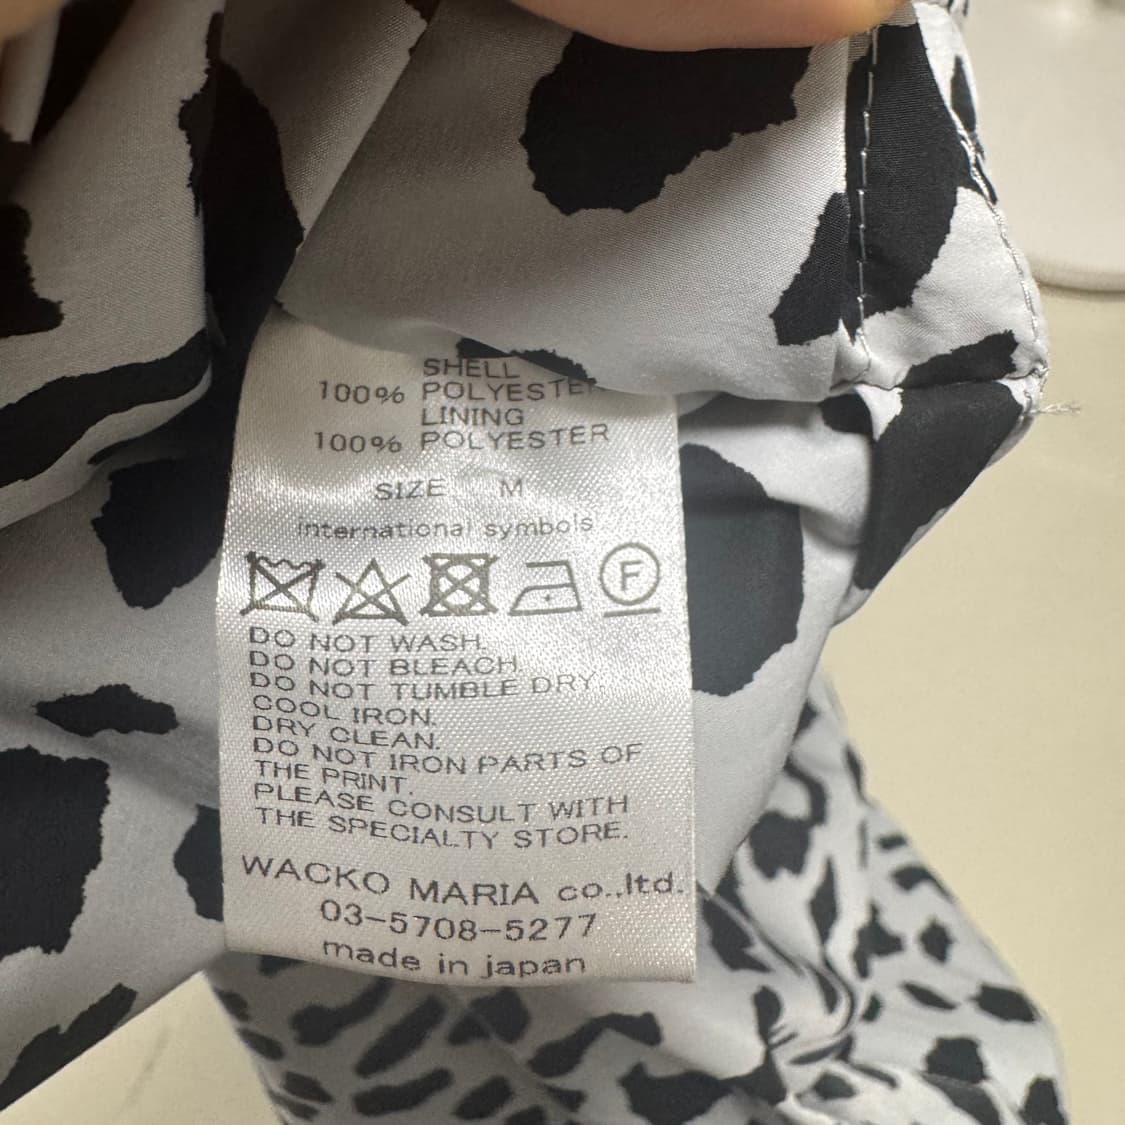 SHELL
100% POLYESTER
LINING
100% POLYESTER
SIZE M
international symbols
F
DO NOT WASH.
DO NOT BLEACH.
DO NOT TUMBLE DRY.
COOL IRON.
DRY CLEAN.
DO NOT IRON PARTS OF
THE PRINT.
PLEASE CONSULT WITH
THE SPECIALTY STORE.
WACKO MARIA co.,ltd.
03-5708-5277
made in japan